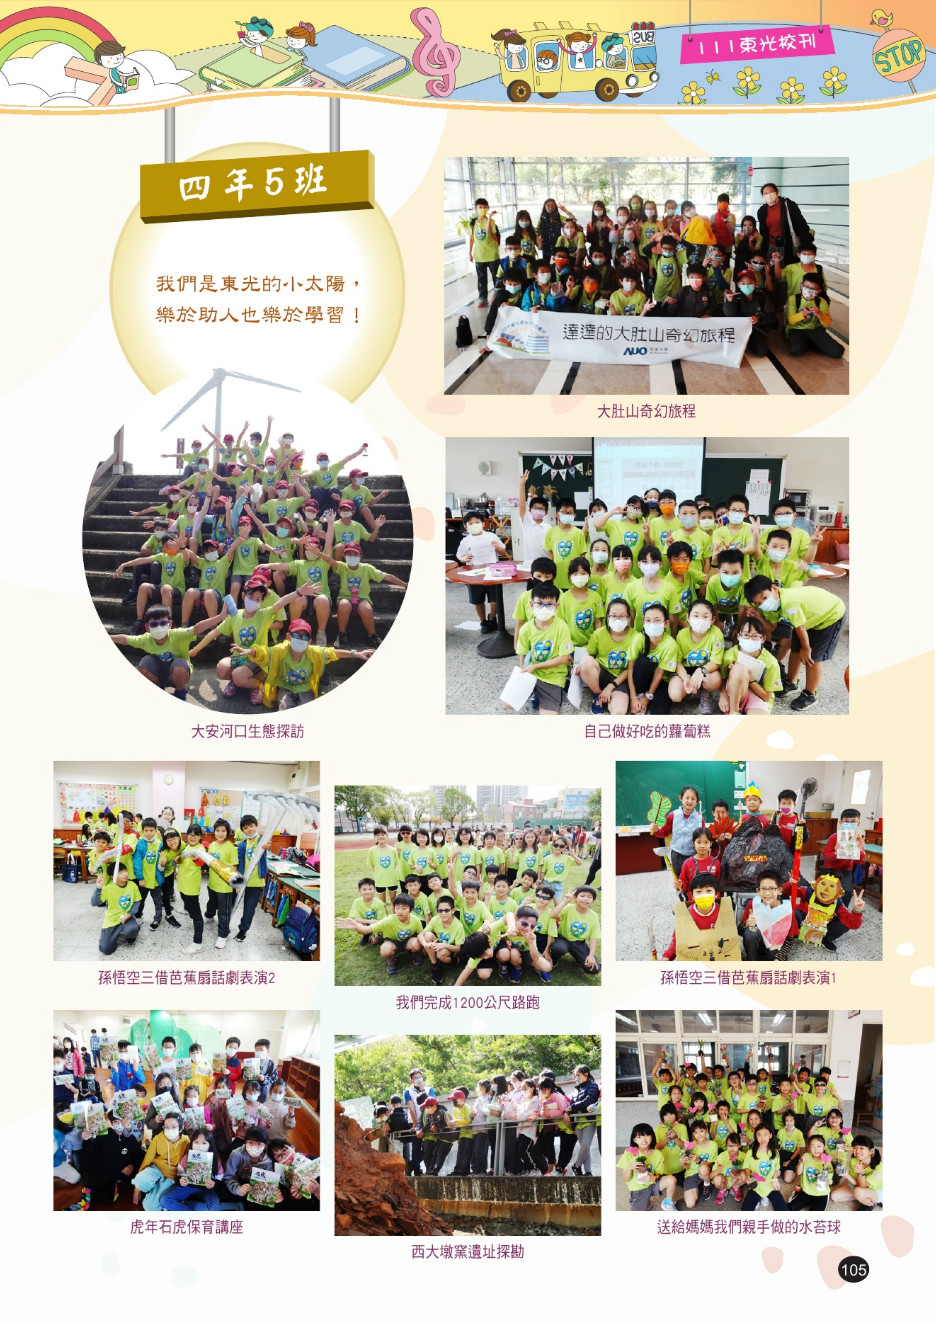 111東光校刊
BUS
STOP
四年5班
我們是東光的小太陽，
樂於助人也樂於學習！
達達的大肚山奇幻旅程
AUO
大肚山奇幻旅程
大安河口生態探訪
自己做好吃的蘿蔔糕
孫悟空三借芭蕉扇話劇表演2
我們完成1200公尺路跑
孫悟空三借芭蕉扇話劇表演1
虎年石虎保育講座
西大墩窯遺址探勘
送給媽媽我們親手做的水苔球
105